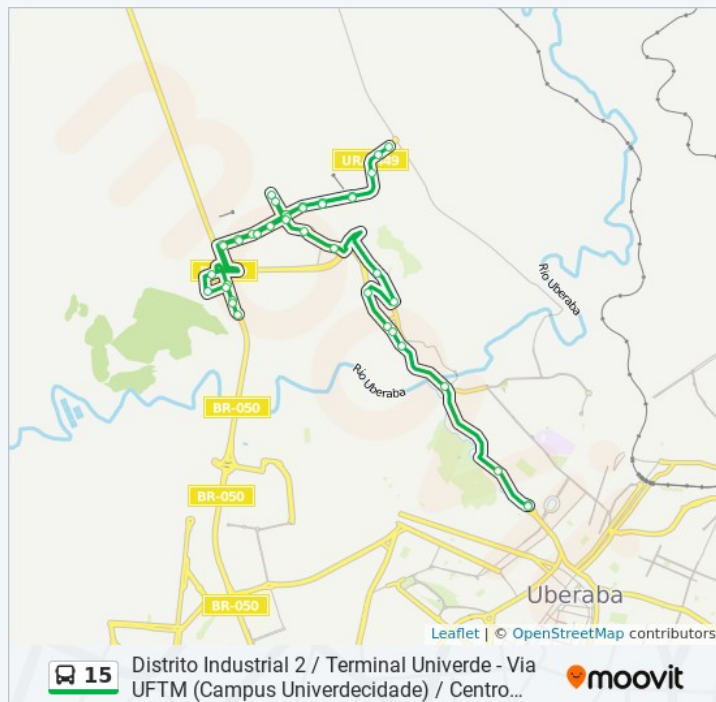 UR-049
Rio Uberaba
Rio Uberaba
BR-050
BR-050
BR-050
Uberaba
Leaflet | © OpenStreetMap contributors
15
Distrito Industrial 2 / Terminal Univerde - Via
UFTM (Campus Univerdecidade) / Centro...
moovit